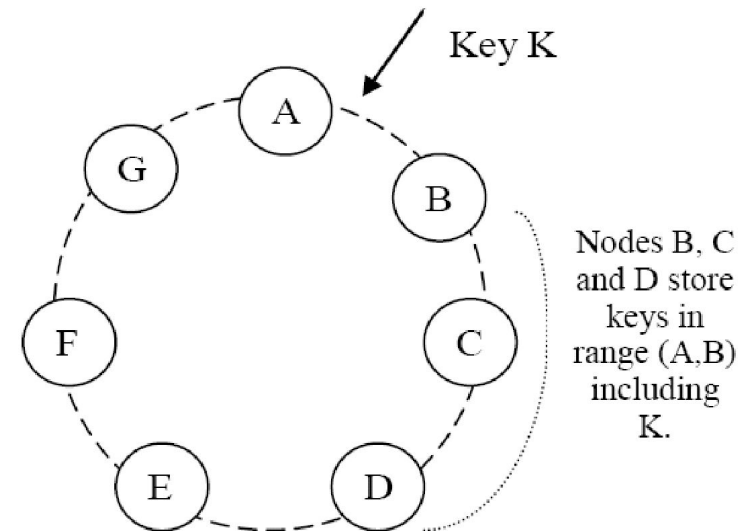 Key K
A
G
B
Nodes B, C
and D store
keys in
range (A,B)
including
K.
F
C
E
D